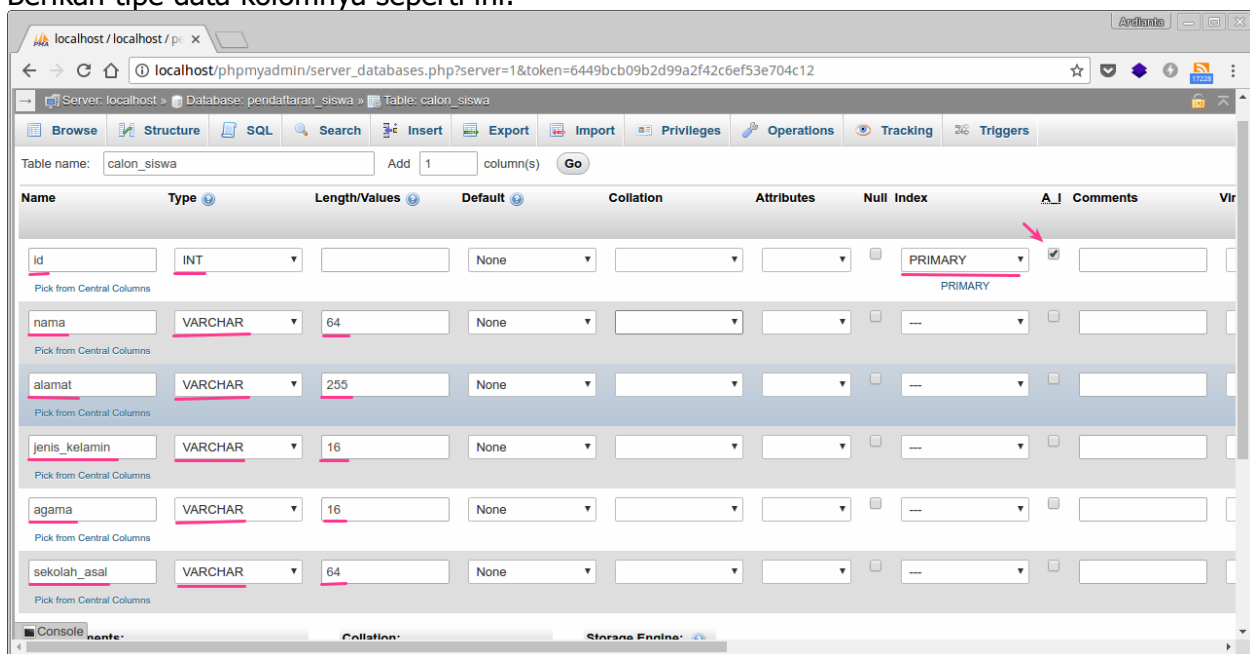 Berikan tipe data kolomnya seperti ini:
Ardianta
localhost / localhost / pe
localhost/phpmyadmin/server_databases.php?server=1&token=6449bcb09b2d99a2f42c6ef53e704c12
17228
Server: localhost » Database: pendaftaran_siswa » Table: calon_siswa
Browse Structure SQL Search Insert Export Import Privileges Operations Tracking Triggers
Table name: calon_siswa Add 1 column(s) Go
Name Type Length/Values Default Collation Attributes Null Index A_I Comments Vir
id INT None PRIMARY
Pick from Central Columns PRIMARY
nama VARCHAR 64 None ---
Pick from Central Columns
alamat VARCHAR 255 None ---
Pick from Central Columns
jenis_kelamin VARCHAR 16 None ---
Pick from Central Columns
agama VARCHAR 16 None ---
Pick from Central Columns
sekolah_asal VARCHAR 64 None ---
Pick from Central Columns
Console ments: Collation: Storage Engine: